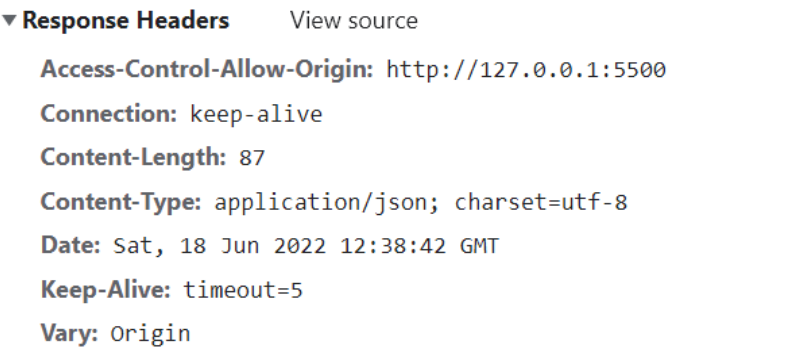 Response Headers View source
Access-Control-Allow-Origin: http://127.0.0.1:5500
Connection: keep-alive
Content-Length: 87
Content-Type: application/json; charset=utf-8
Date: Sat, 18 Jun 2022 12:38:42 GMT
Keep-Alive: timeout=5
Vary: Origin